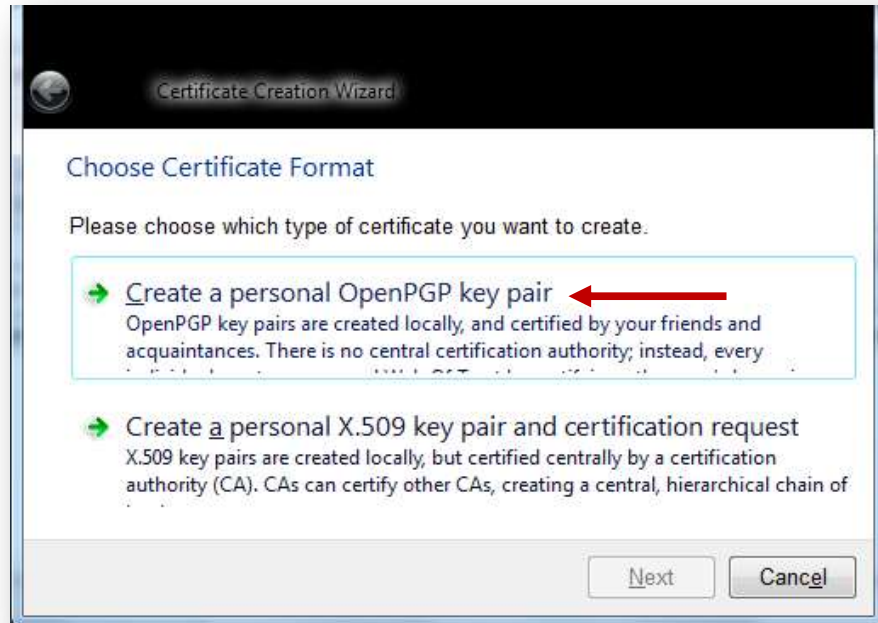 Certificate Creation Wizard
Choose Certificate Format
Please choose which type of certificate you want to create.
Create a personal OpenPGP key pair
OpenPGP key pairs are created locally, and certified by your friends and
acquaintances. There is no central certification authority; instead, every
Create a personal X.509 key pair and certification request
X.509 key pairs are created locally, but certified centrally by a certification
authority (CA). CAs can certify other CAs, creating a central, hierarchical chain of
Next
Cancel